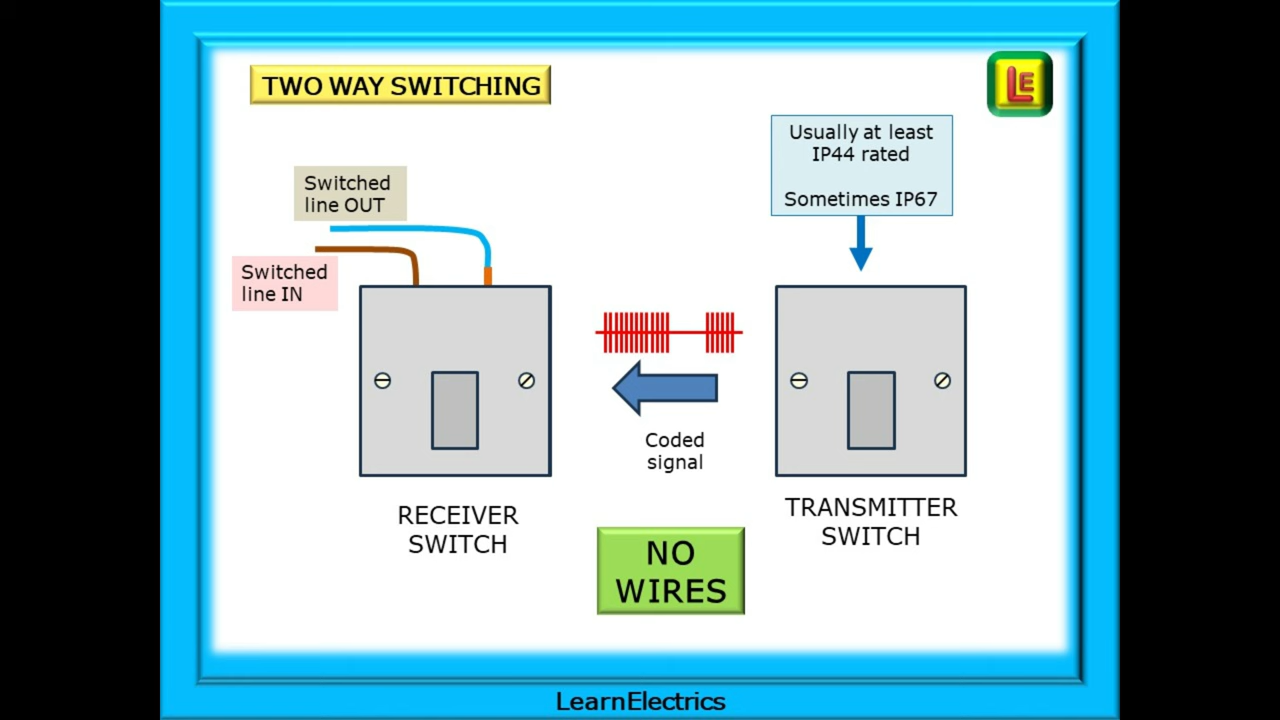 TWO WAY SWITCHING
LE
Usually at least
IP44 rated
Sometimes IP67
Switched
line OUT
Switched
line IN
Coded
signal
RECEIVER
SWITCH
TRANSMITTER
SWITCH
NO
WIRES
LearnElectrics